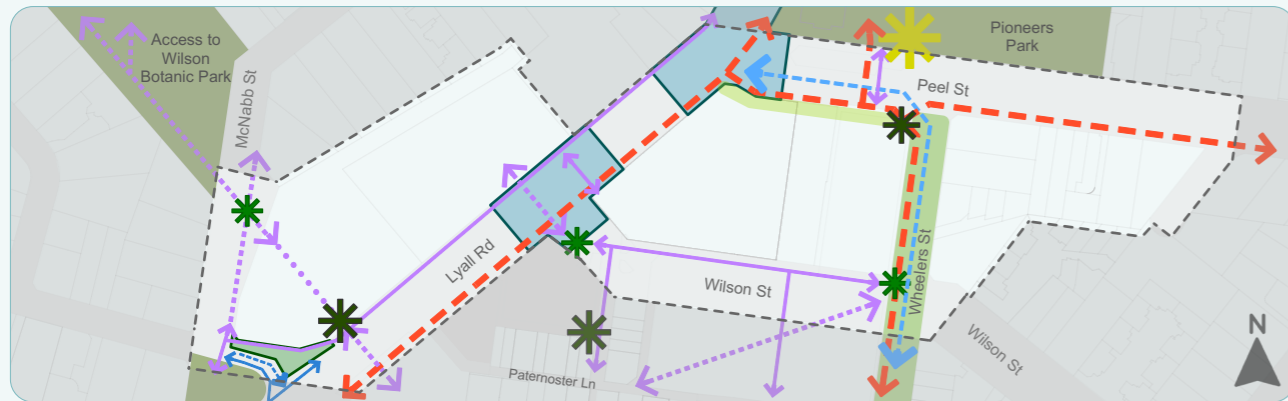 Access to
Wilson
Botanic Park
McNabb St
Pioneers
Park
Peel St
Lyall Rd
Wilson St
Wheelers St
Wilson St
Paternoster Ln
N